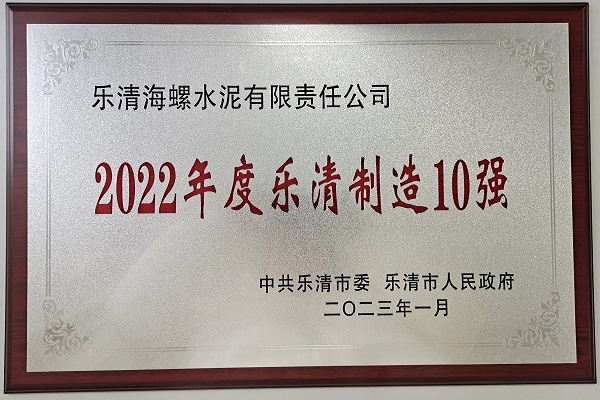 乐清海螺水泥有限责任公司
2022年度乐清制造10强
中共乐清市委 乐清市人民政府
二〇二三年一月